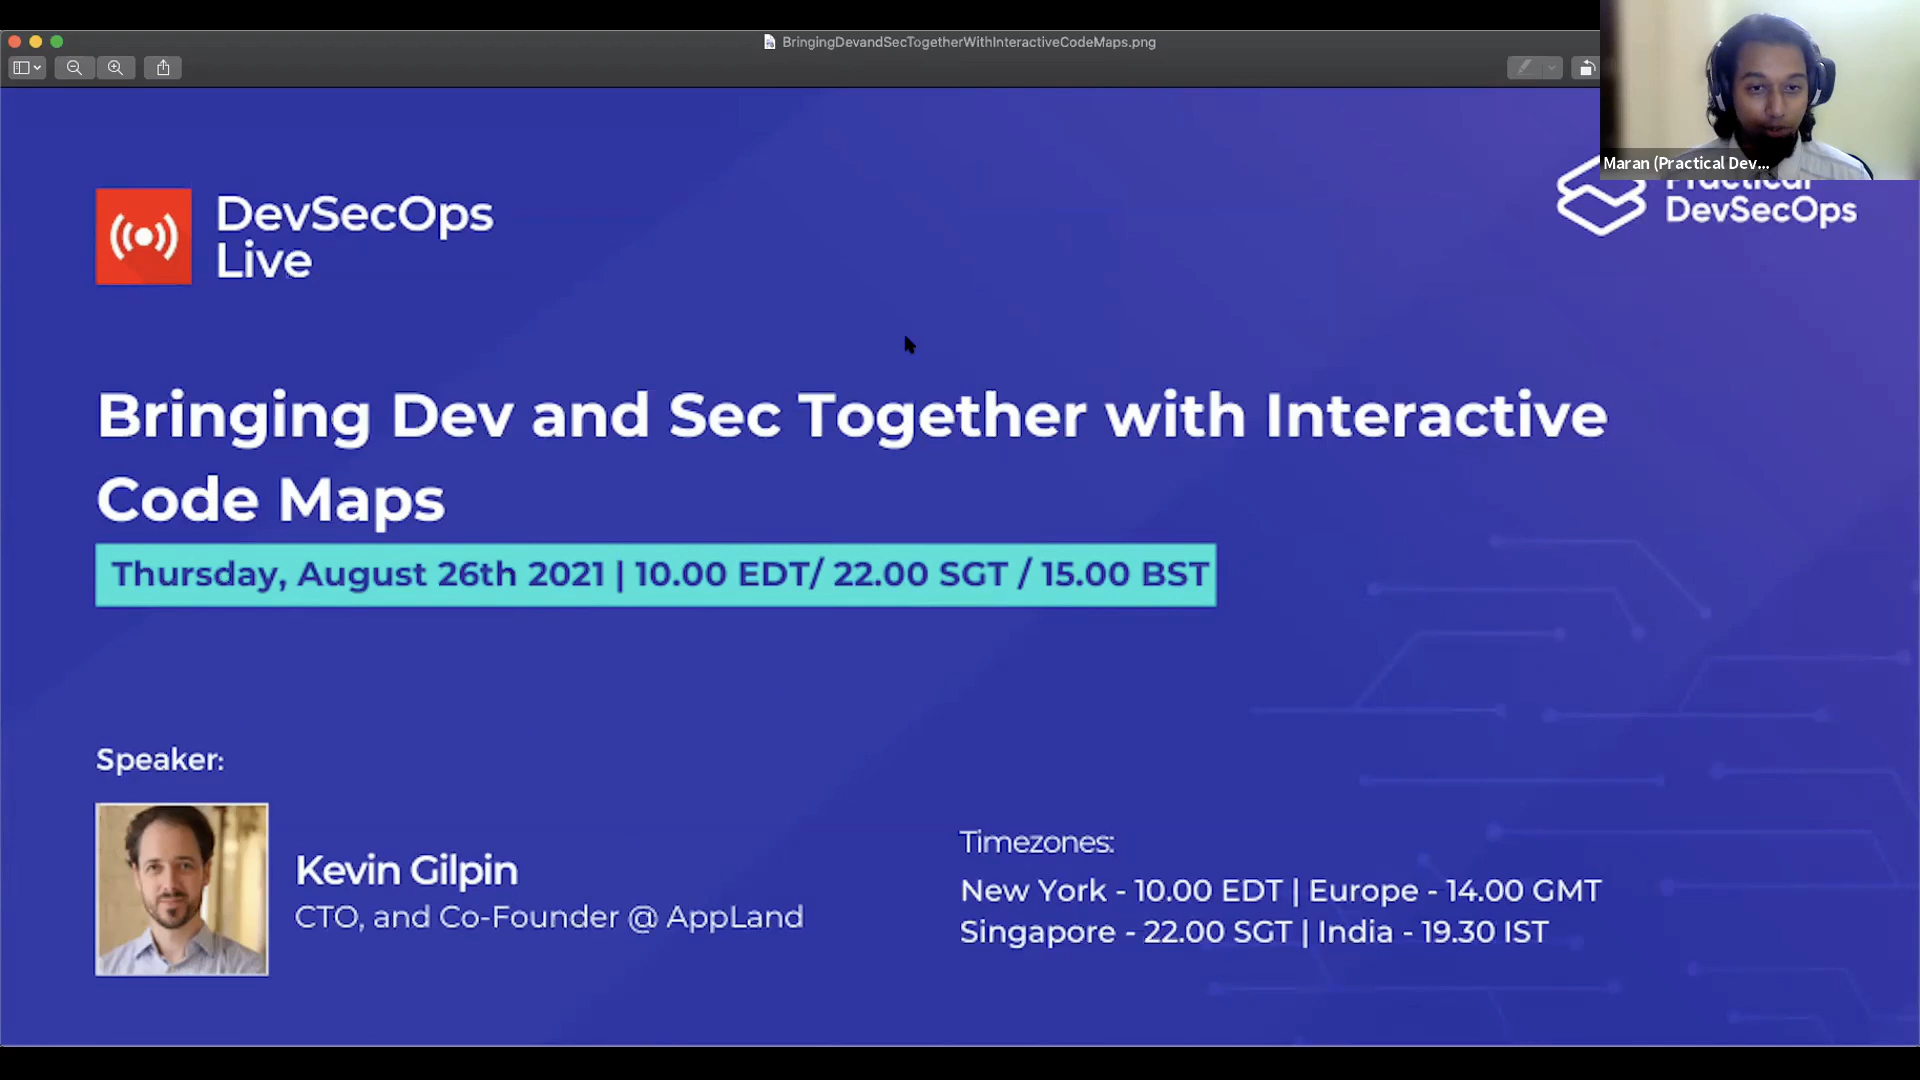 BringingDevandSecTogetherWithInteractiveCodeMaps.png
Maran (Practical Dev...
Practical
DevSecOps
DevSecOps
Live
Bringing Dev and Sec Together with Interactive
Code Maps
Thursday, August 26th 2021 | 10.00 EDT/ 22.00 SGT / 15.00 BST
Speaker:
Kevin Gilpin
CTO, and Co-Founder @ AppLand
Timezones:
New York - 10.00 EDT | Europe - 14.00 GMT
Singapore - 22.00 SGT | India - 19.30 IST